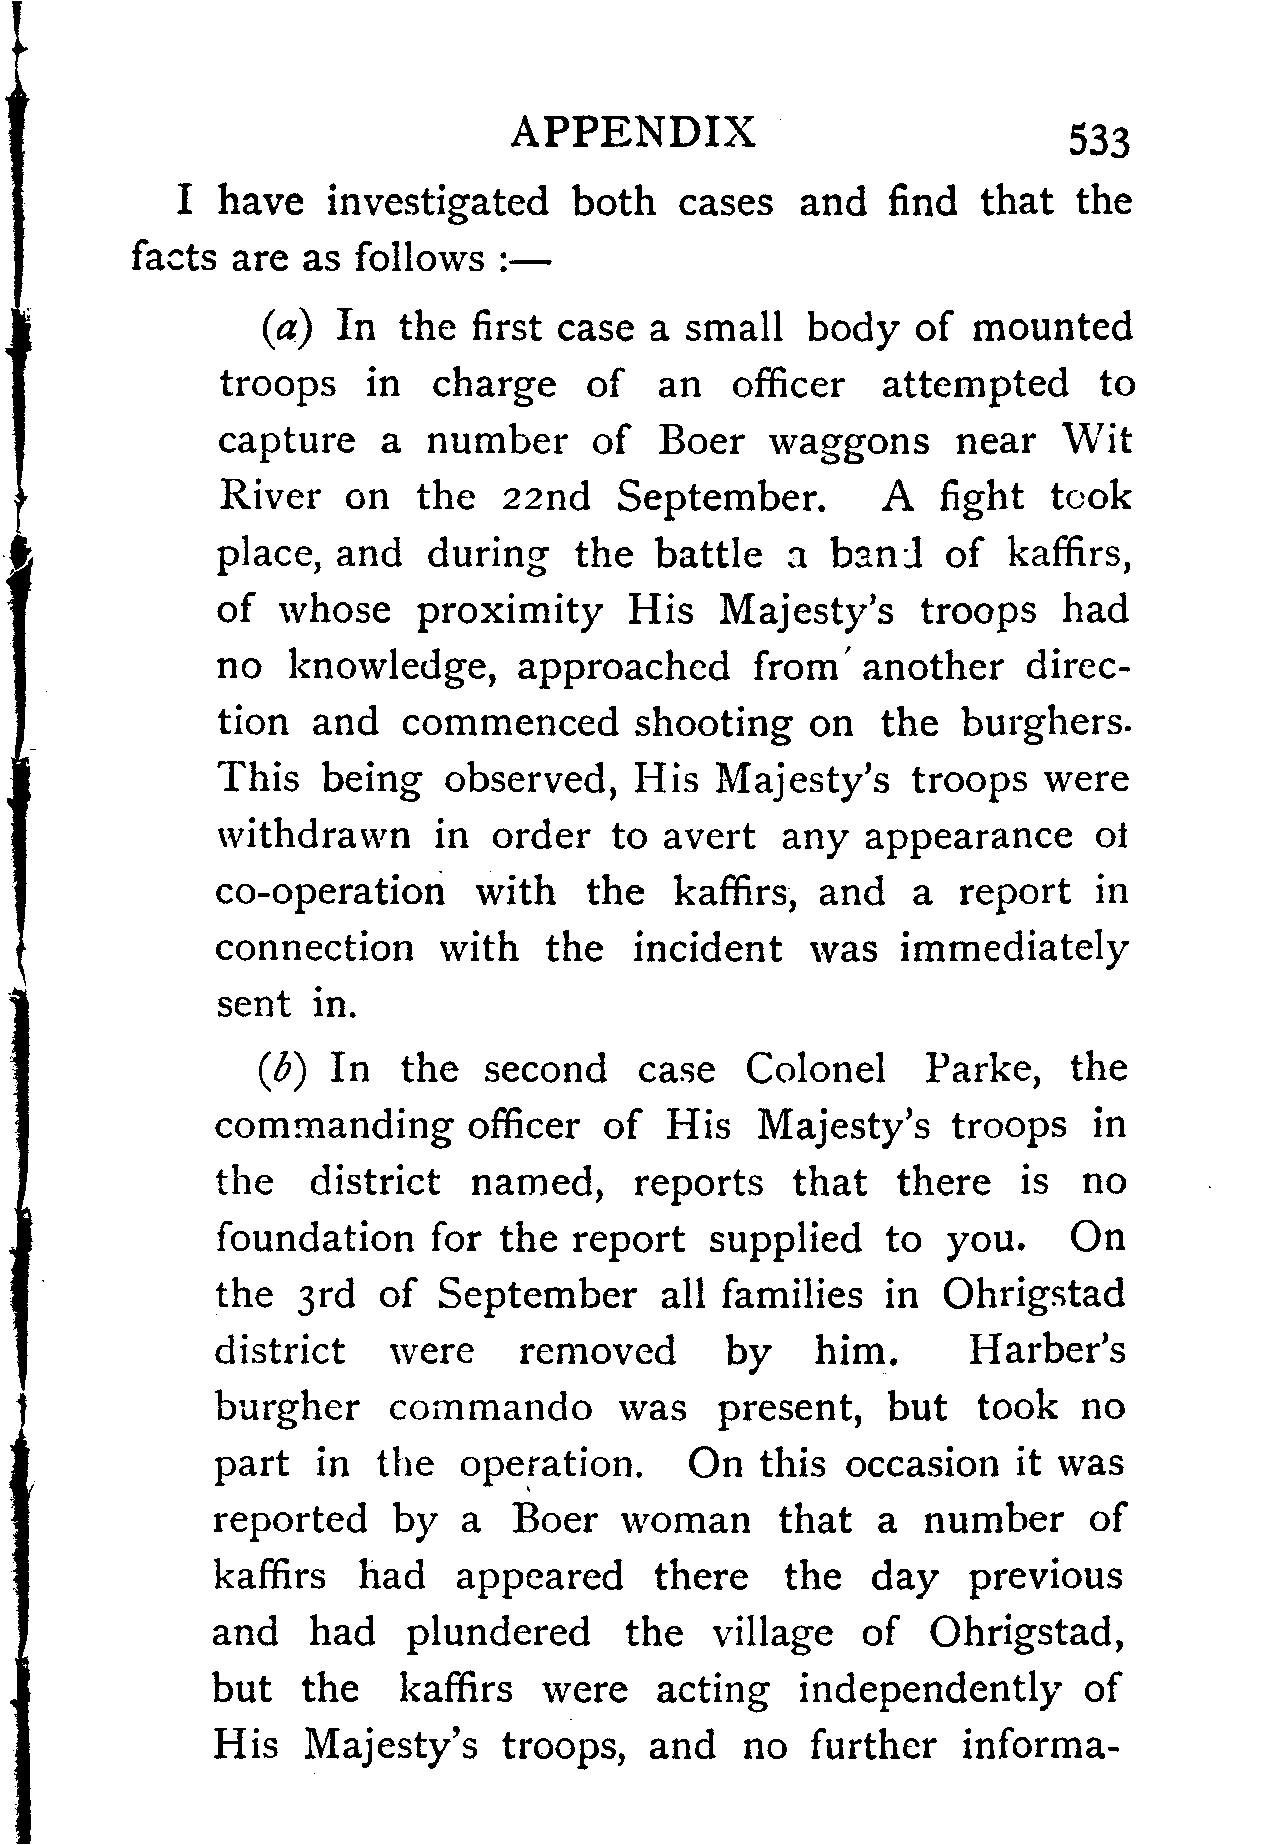 APPENDIX 533
I have investigated both cases and find that the
facts are as follows :—
(a) In the first case a small body of mounted
troops in charge of an officer attempted to
capture a number of Boer waggons near Wit
River on the 22nd September. A fight took
place, and during the battle a band of kaffirs,
of whose proximity His Majesty's troops had
no knowledge, approached from another direc-
tion and commenced shooting on the burghers.
This being observed, His Majesty's troops were
withdrawn in order to avert any appearance of
co-operation with the kaffirs, and a report in
connection with the incident was immediately
sent in.
(b) In the second case Colonel Parke, the
commanding officer of His Majesty's troops in
the district named, reports that there is no
foundation for the report supplied to you. On
the 3rd of September all families in Ohrigstad
district were removed by him. Harber's
burgher commando was present, but took no
part in the operation. On this occasion it was
reported by a Boer woman that a number of
kaffirs had appeared there the day previous
and had plundered the village of Ohrigstad,
but the kaffirs were acting independently of
His Majesty's troops, and no further informa-